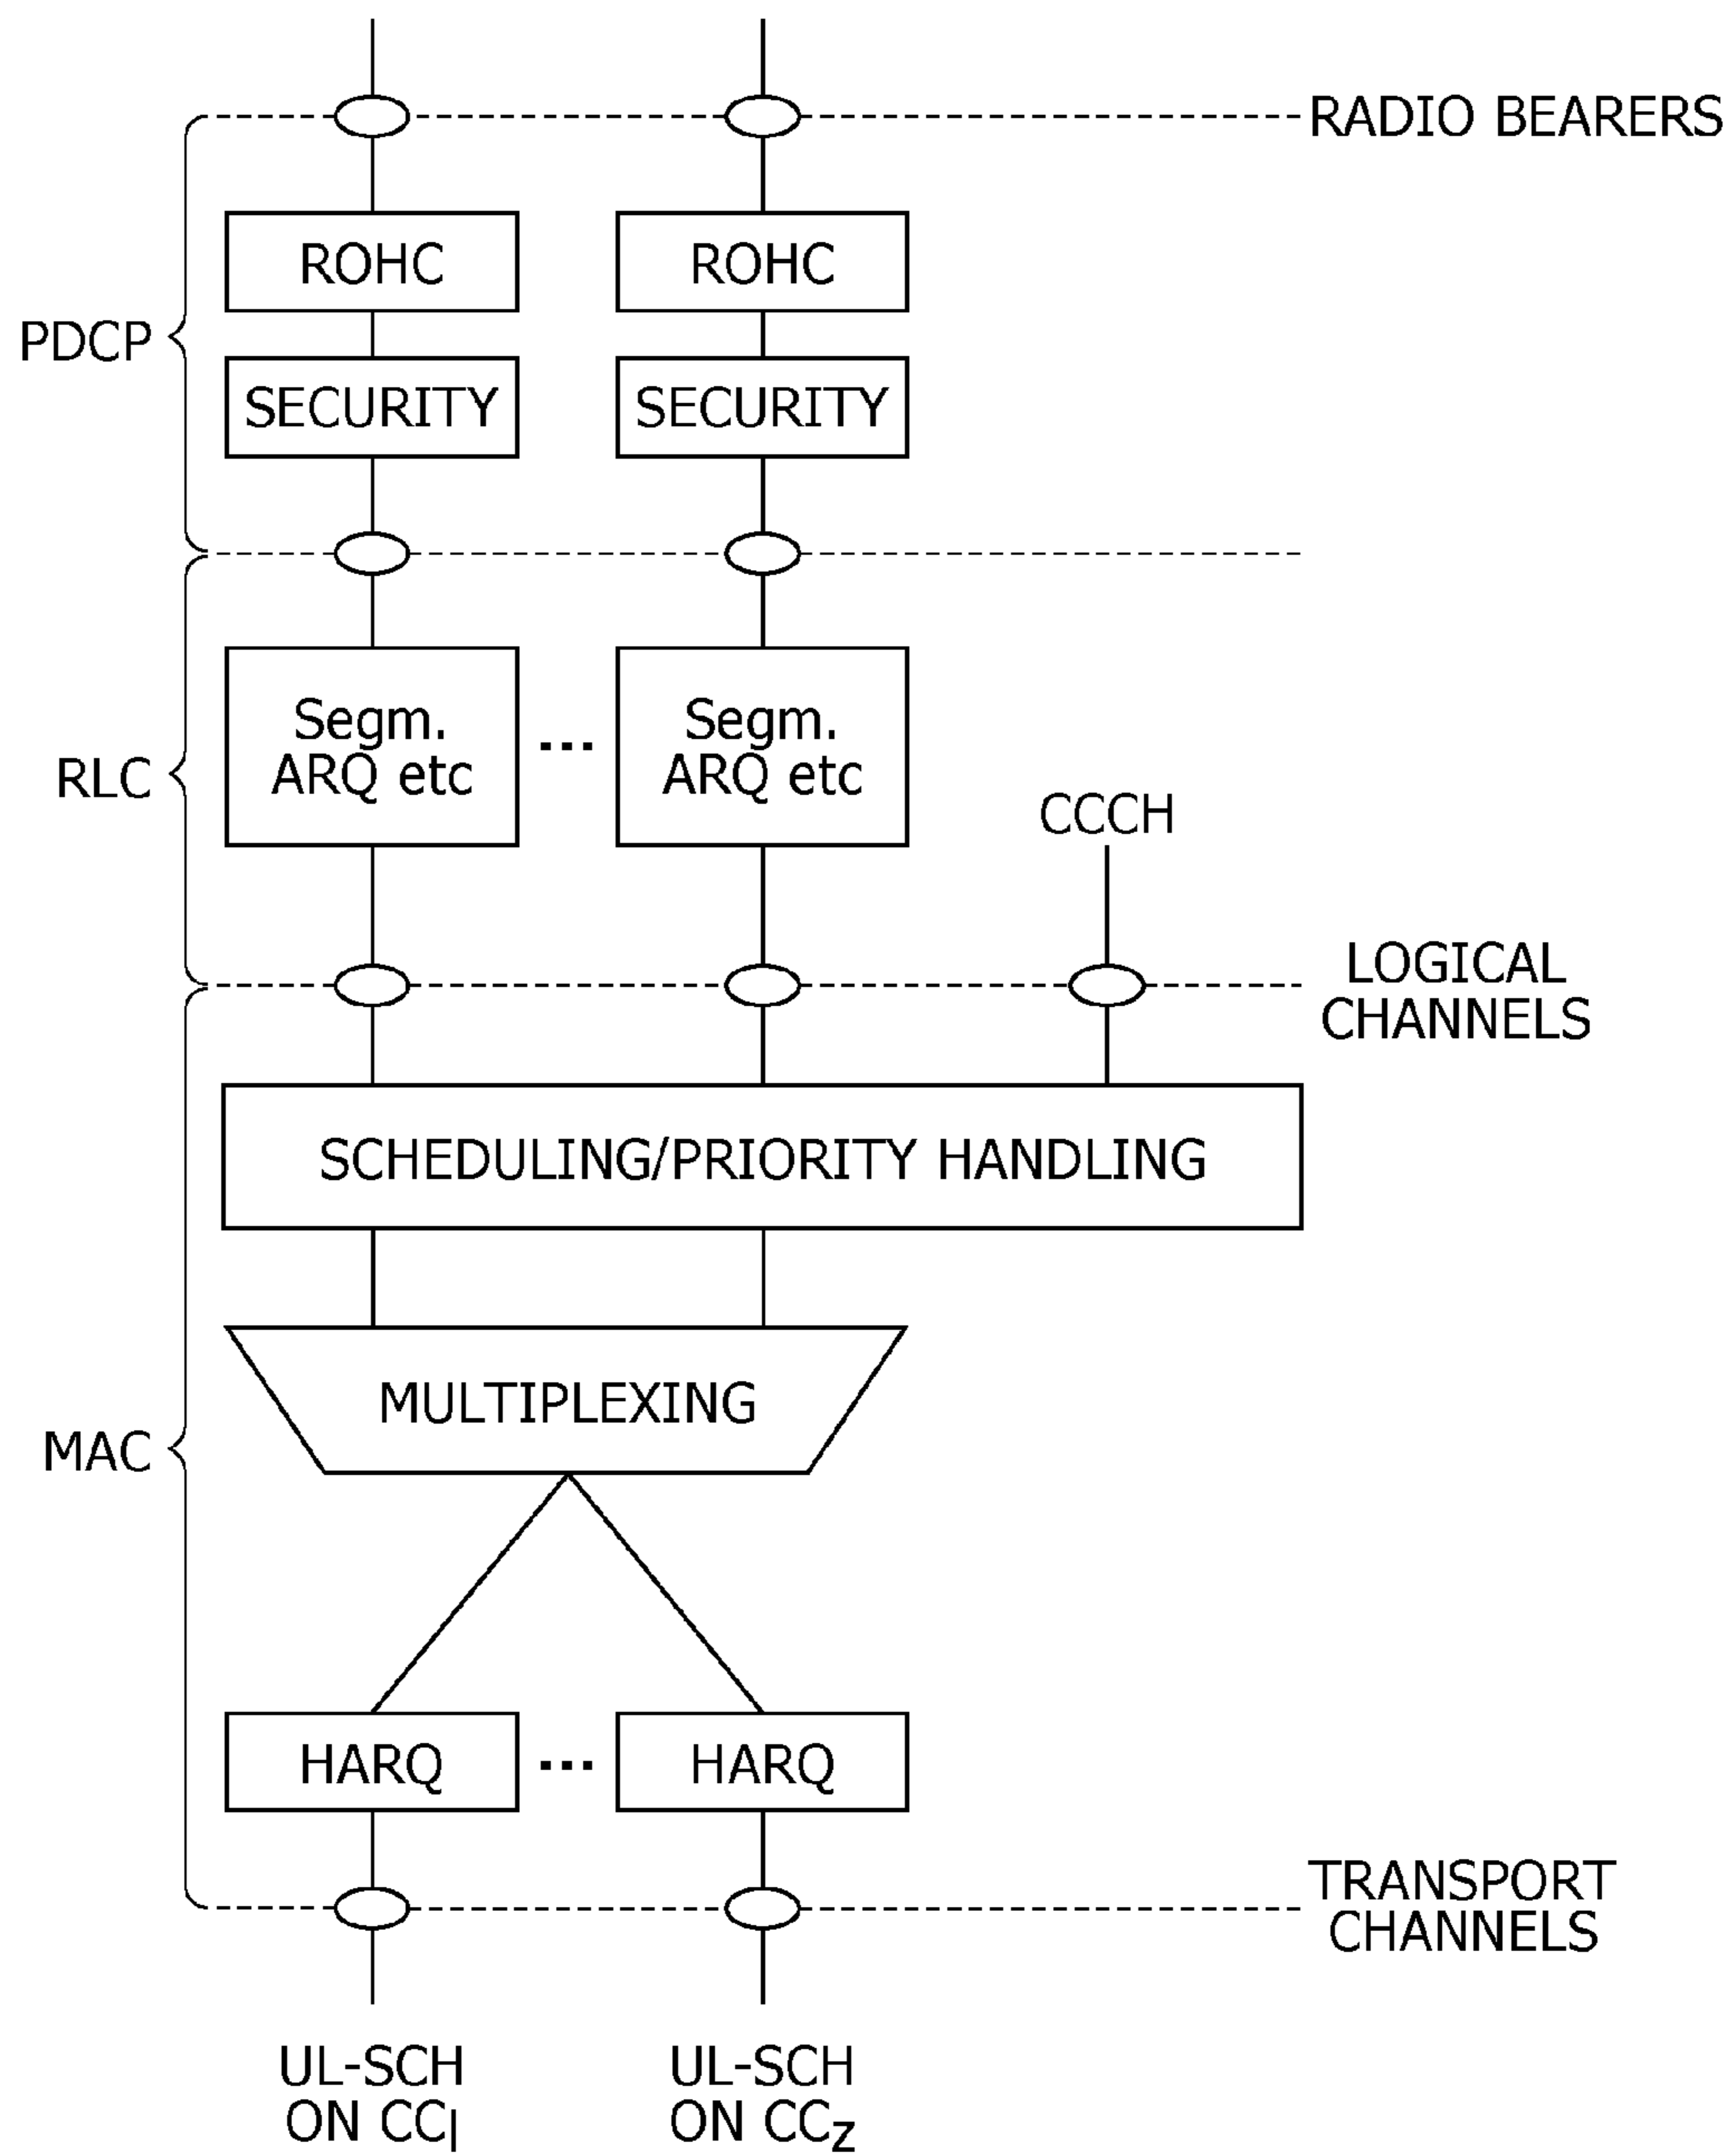 RADIO BEARERS
ROHC ROHC
PDCP
SECURITY SECURITY
Segm. Segm.
ARQ etc ... ARQ etc
RLC
CCCH
LOGICAL
CHANNELS
SCHEDULING/PRIORITY HANDLING
MULTIPLEXING
MAC
HARQ ... HARQ
TRANSPORT
CHANNELS
UL-SCH UL-SCH
ON CCl ON CCz